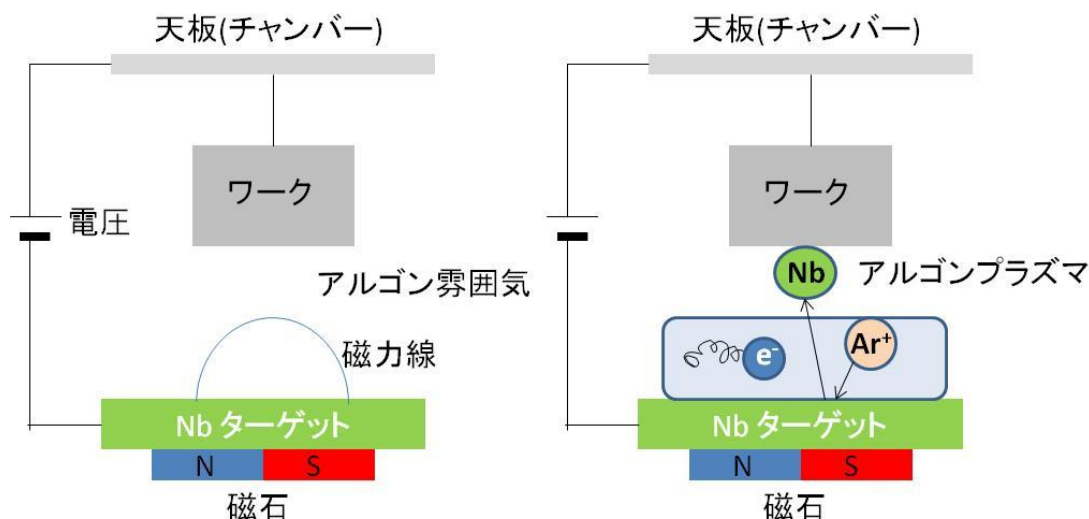 天板(チャンバー)
ワーク
電圧
アルゴン雰囲気
磁力線
Nb ターゲット
N S
磁石
天板(チャンバー)
ワーク
Nb
アルゴンプラズマ
e⁻
Ar⁺
Nb ターゲット
N S
磁石